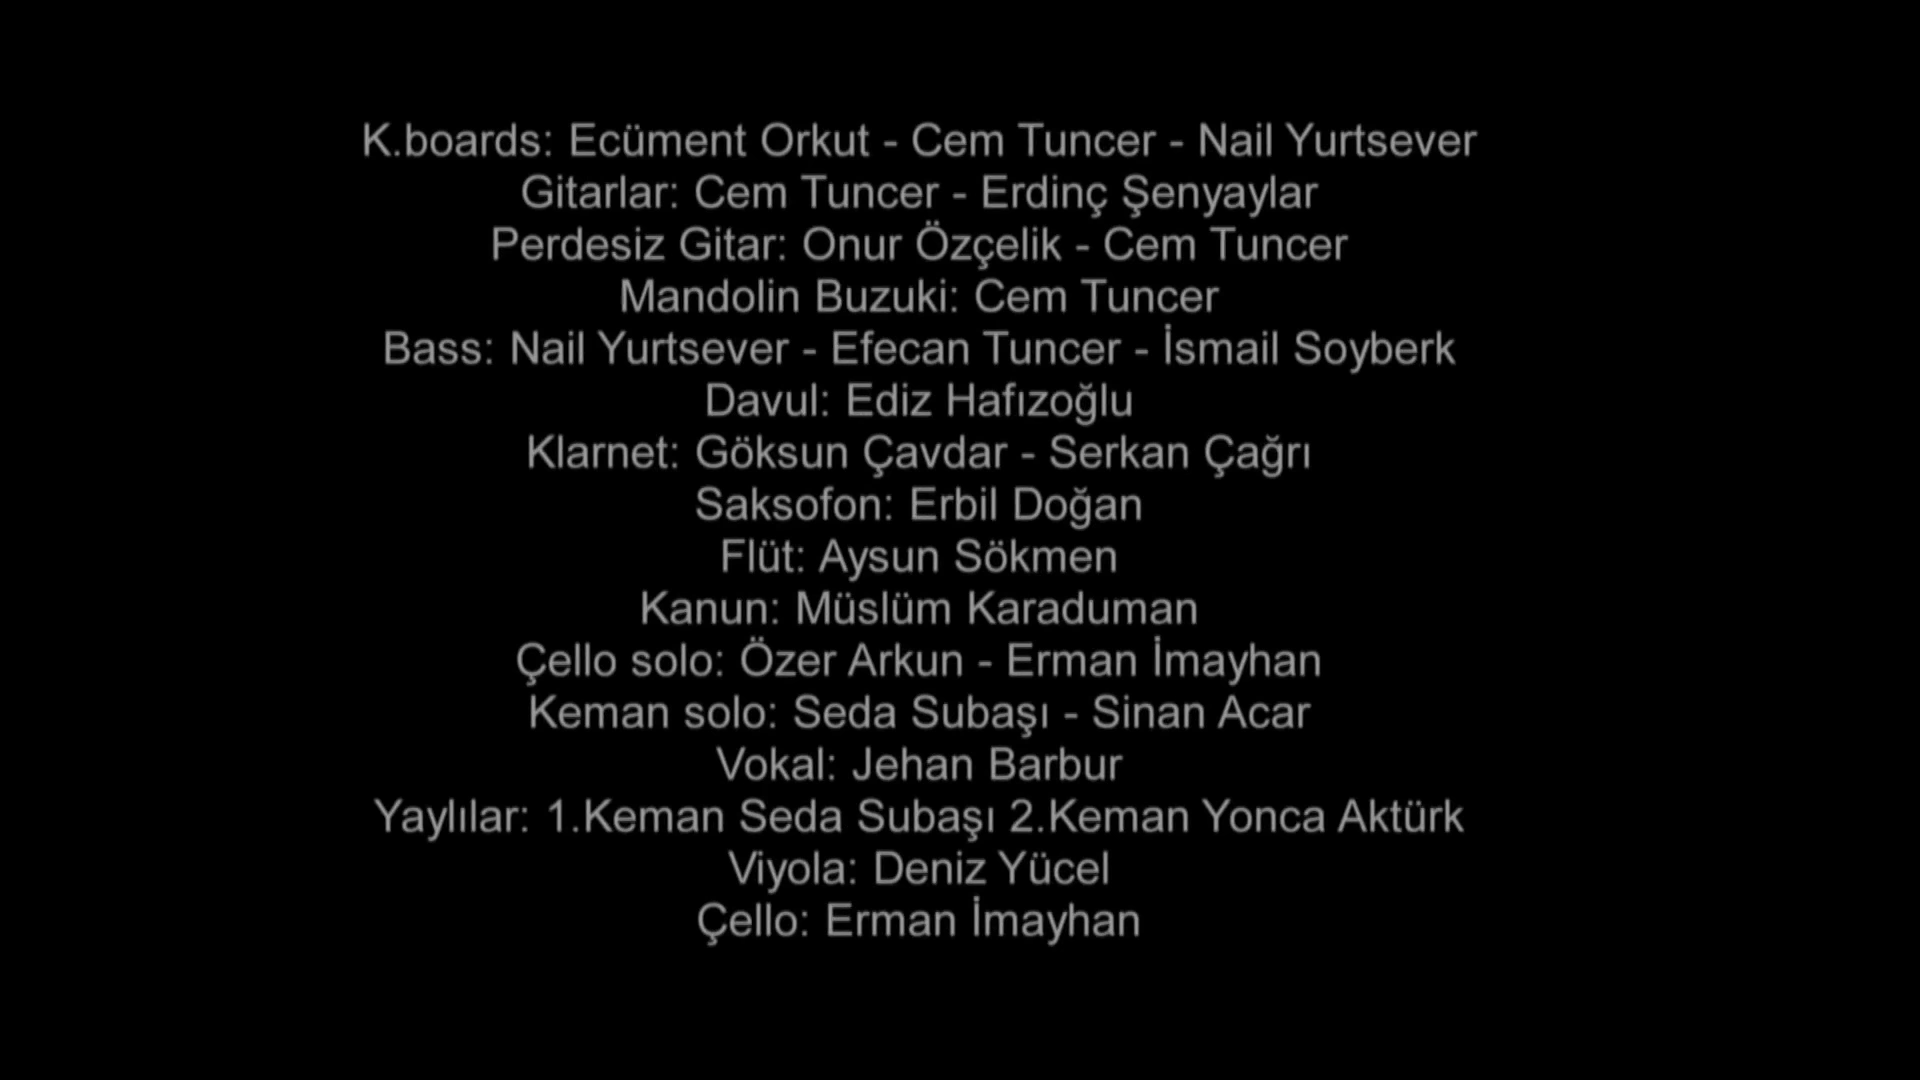 K.boards: Ecüment Orkut - Cem Tuncer - Nail Yurtsever
Gitarlar: Cem Tuncer - Erdinç Şenyaylar
Perdesiz Gitar: Onur Özçelik - Cem Tuncer
Mandolin Buzuki: Cem Tuncer
Bass: Nail Yurtsever - Efecan Tuncer - İsmail Soyberk
Davul: Ediz Hafızoğlu
Klarnet: Göksun Çavdar - Serkan Çağrı
Saksofon: Erbil Doğan
Flüt: Aysun Sökmen
Kanun: Müslüm Karaduman
Çello solo: Özer Arkun - Erman İmayhan
Keman solo: Seda Subaşı - Sinan Acar
Vokal: Jehan Barbur
Yaylılar: 1.Keman Seda Subaşı 2.Keman Yonca Aktürk
Viyola: Deniz Yücel
Çello: Erman İmayhan